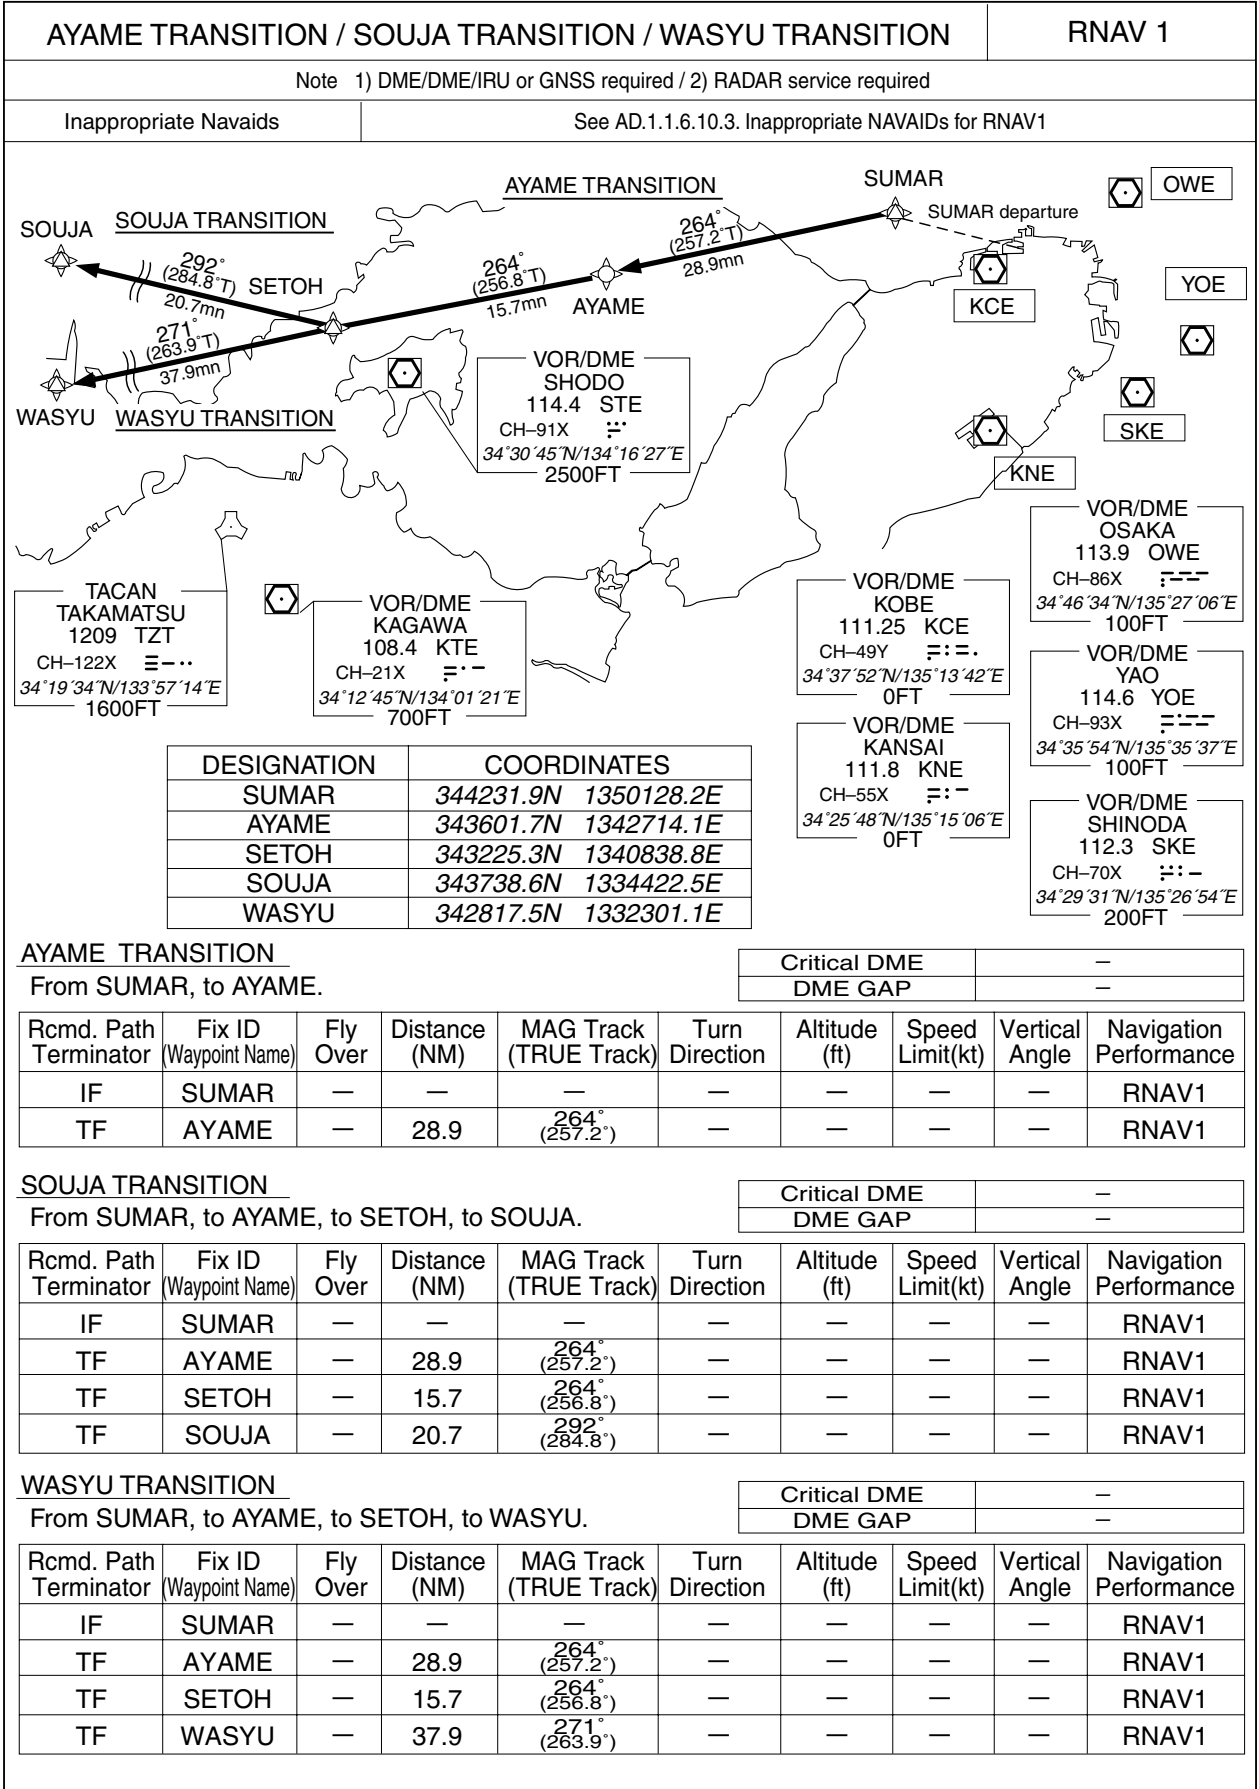 AYAME TRANSITION / SOUJA TRANSITION / WASYU TRANSITION
RNAV 1
Note 1) DME/DME/IRU or GNSS required / 2) RADAR service required
Inappropriate Navaids
See AD.1.1.6.10.3. Inappropriate NAVAIDs for RNAV1
SUMAR
OWE
AYAME TRANSITION
SUMAR departure
SOUJA TRANSITION
SOUJA
264°
(257.2°T)
28.9mn
292°
(284.8°T)
20.7mn
SETOH
264°
(256.8°T)
15.7mn
AYAME
YOE
KCE
271°
(263.9°T)
37.9mn
WASYU
WASYU TRANSITION
VOR/DME
SHODO
114.4 STE
CH–91X
34°30´45˝N/134°16´27˝E
2500FT
SKE
KNE
VOR/DME
OSAKA
113.9 OWE
CH–86X
34°46´34˝N/135°27´06˝E
100FT
TACAN
TAKAMATSU
1209 TZT
CH–122X
34°19´34˝N/133°57´14˝E
1600FT
VOR/DME
KAGAWA
108.4 KTE
CH–21X
34°12´45˝N/134°01´21˝E
700FT
VOR/DME
KOBE
111.25 KCE
CH–49Y
34°37´52˝N/135°13´42˝E
0FT
VOR/DME
YAO
114.6 YOE
CH–93X
34°35´54˝N/135°35´37˝E
100FT
VOR/DME
KANSAI
111.8 KNE
CH–55X
34°25´48˝N/135°15´06˝E
0FT
VOR/DME
SHINODA
112.3 SKE
CH–70X
34°29´31˝N/135°26´54˝E
200FT
DESIGNATION COORDINATES
SUMAR 344231.9N 1350128.2E
AYAME 343601.7N 1342714.1E
SETOH 343225.3N 1340838.8E
SOUJA 343738.6N 1334422.5E
WASYU 342817.5N 1332301.1E
AYAME TRANSITION
From SUMAR, to AYAME.
Critical DME –
DME GAP –
Rcmd. Path Fix ID Fly Distance MAG Track Turn Altitude Speed Vertical Navigation
Terminator (Waypoint Name) Over (NM) (TRUE Track) Direction (ft) Limit(kt) Angle Performance
IF SUMAR — — — — — — — RNAV1
TF AYAME — 28.9 264° (257.2°) — — — — RNAV1
SOUJA TRANSITION
From SUMAR, to AYAME, to SETOH, to SOUJA.
Critical DME –
DME GAP –
Rcmd. Path Fix ID Fly Distance MAG Track Turn Altitude Speed Vertical Navigation
Terminator (Waypoint Name) Over (NM) (TRUE Track) Direction (ft) Limit(kt) Angle Performance
IF SUMAR — — — — — — — RNAV1
TF AYAME — 28.9 264° (257.2°) — — — — RNAV1
TF SETOH — 15.7 264° (256.8°) — — — — RNAV1
TF SOUJA — 20.7 292° (284.8°) — — — — RNAV1
WASYU TRANSITION
From SUMAR, to AYAME, to SETOH, to WASYU.
Critical DME –
DME GAP –
Rcmd. Path Fix ID Fly Distance MAG Track Turn Altitude Speed Vertical Navigation
Terminator (Waypoint Name) Over (NM) (TRUE Track) Direction (ft) Limit(kt) Angle Performance
IF SUMAR — — — — — — — RNAV1
TF AYAME — 28.9 264° (257.2°) — — — — RNAV1
TF SETOH — 15.7 264° (256.8°) — — — — RNAV1
TF WASYU — 37.9 271° (263.9°) — — — — RNAV1